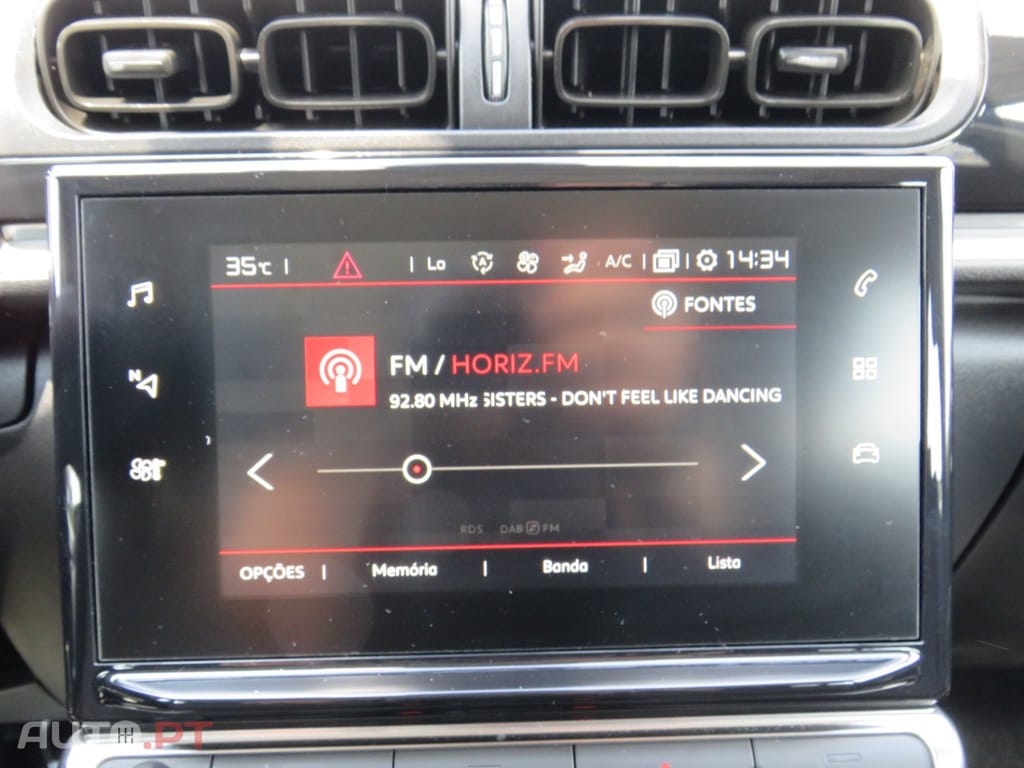 35°C | | Lo A/C | | 14:34
FONTES
FM / HORIZ.FM
92.80 MHz SISTERS - DON'T FEEL LIKE DANCING
N
RDS DAB FM
OPÇÕES | Memória | Banda | Lista
AUTO.PT